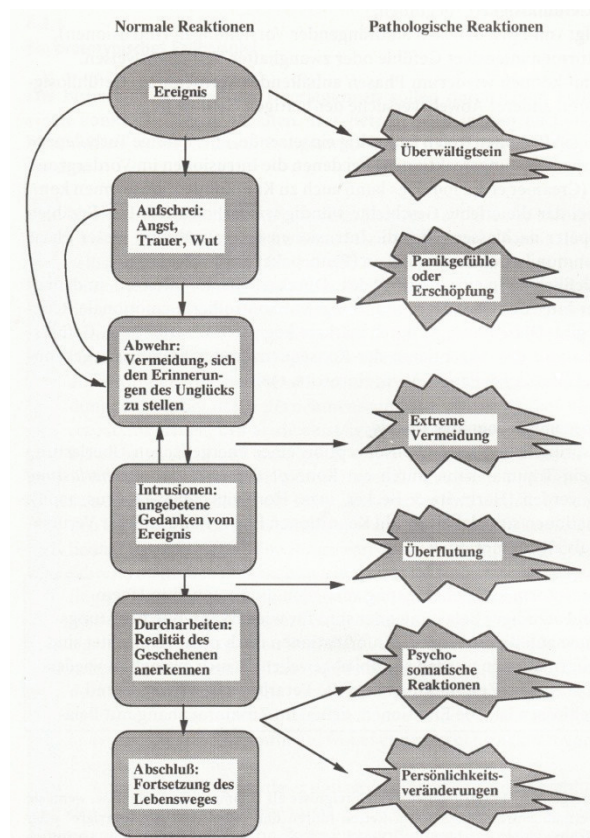 Normale Reaktionen
Pathologische Reaktionen
Ereignis
Überwältigtsein
Aufschrei:
Angst,
Trauer, Wut
Panikgefühle
oder
Erschöpfung
Abwehr:
Vermeidung, sich
den Erinnerun-
gen des Unglücks
zu stellen
Extreme
Vermeidung
Intrusionen:
ungebetene
Gedanken vom
Ereignis
Überflutung
Durcharbeiten:
Realität des
Geschehenen
anerkennen
Psycho-
somatische
Reaktionen
Abschluß:
Fortsetzung des
Lebensweges
Persönlichkeits-
veränderungen